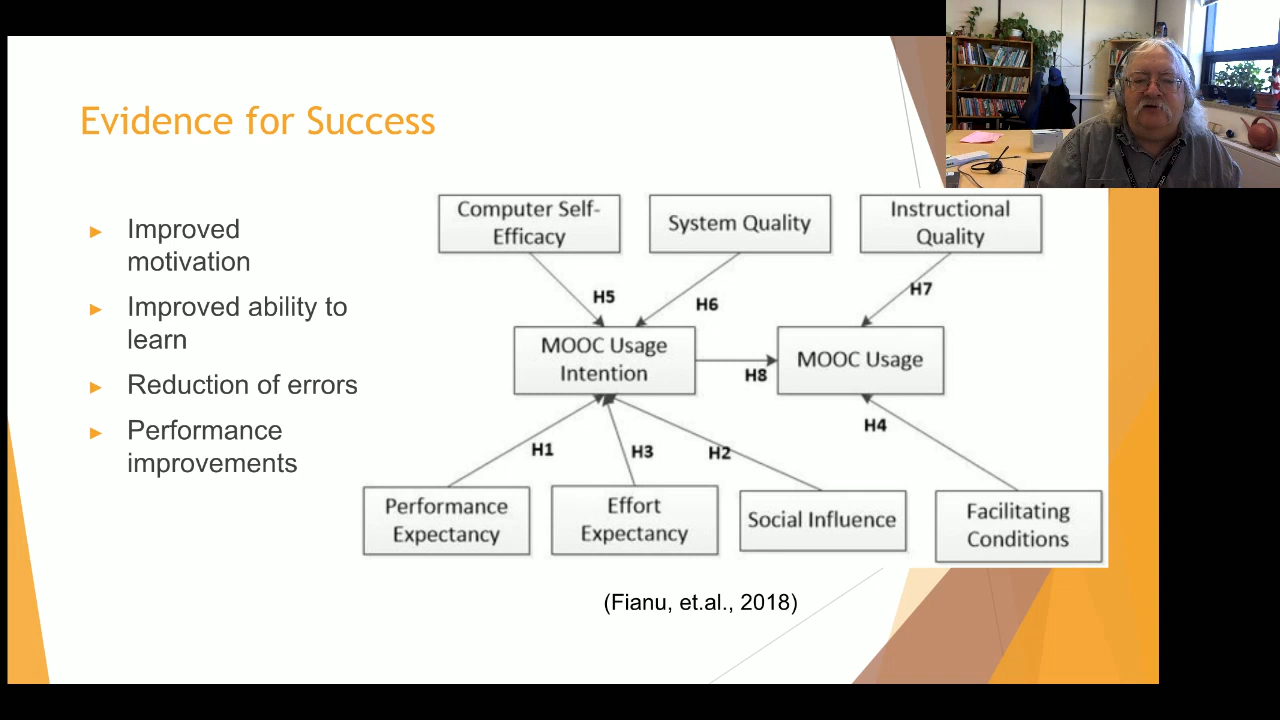 Evidence for Success
Improved
motivation
Improved ability to
learn
Reduction of errors
Performance
improvements
Computer Self-
Efficacy
System Quality
Instructional
Quality
H5
H6
H7
MOOC Usage
Intention
H8
MOOC Usage
H1
H3
H2
H4
Performance
Expectancy
Effort
Expectancy
Social Influence
Facilitating
Conditions
(Fianu, et.al., 2018)